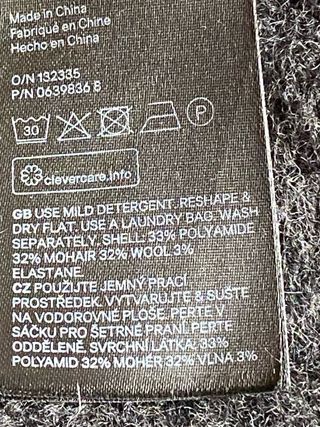 Made in China
Fabriqué en Chine
Hecho en China
O/N 132335
P/N 0639836 8
30
P
clevercare.info
GB USE MILD DETERGENT. RESHAPE &
DRY FLAT. USE A LAUNDRY BAG. WASH
SEPARATELY. SHELL: 33% POLYAMIDE
32% MOHAIR 32% WOOL 3%
ELASTANE
CZ POUŽIJTE JEMNÝ PRACÍ
PROSTŘEDEK. VYTVARUJTE & SUŠTE
NA VODOROVNÉ PLOŠE. PERTE V
SÁČKU PRO ŠETRNÉ PRANÍ. PERTE
ODDĚLENĚ. SVRCHNÍ LÁTKA: 33%
POLYAMID 32% MOHER 32% VLNA 3%